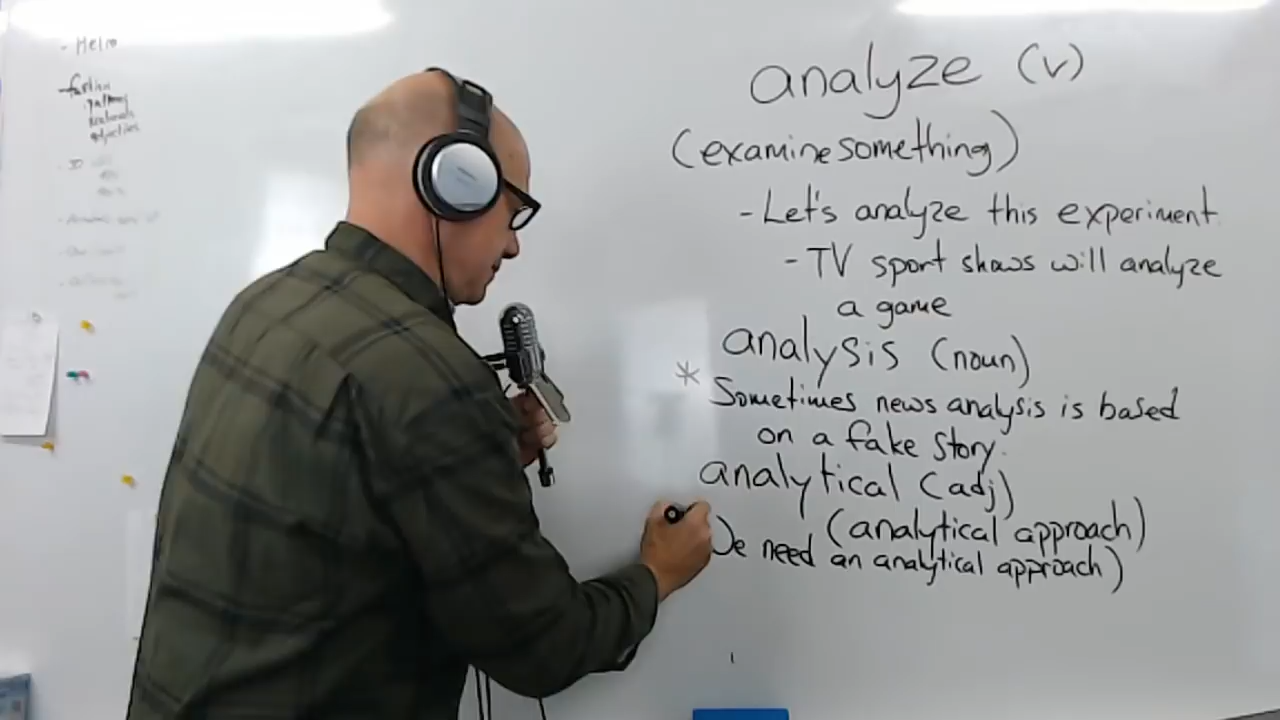 - Hello
analyze (v)
(examine something)
- Let's analyze this experiment
- TV sport shows will analyze
a game
analysis (noun)
* Sometimes news analysis is based
on a fake story.
analytical (adj)
(analytical approach)
need an analytical approach)